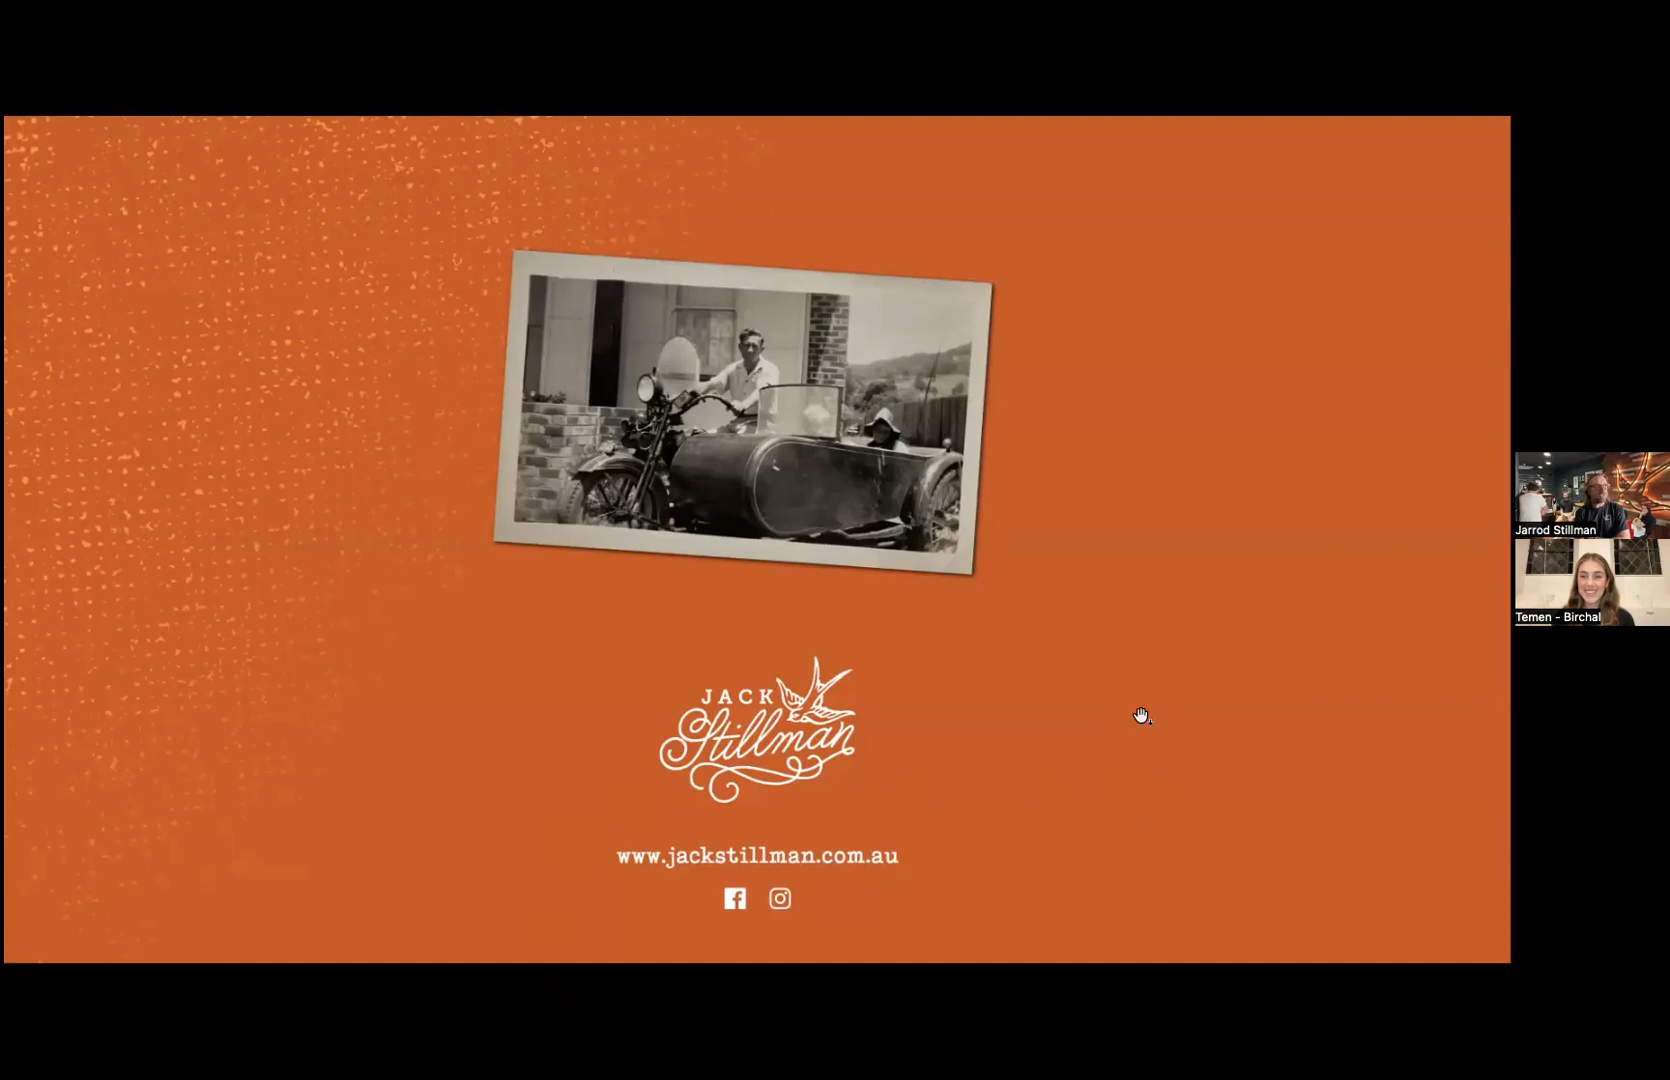 JACK
Stillman
www.jackstillman.com.au
Jarrod Stillman
Temen - Birchal